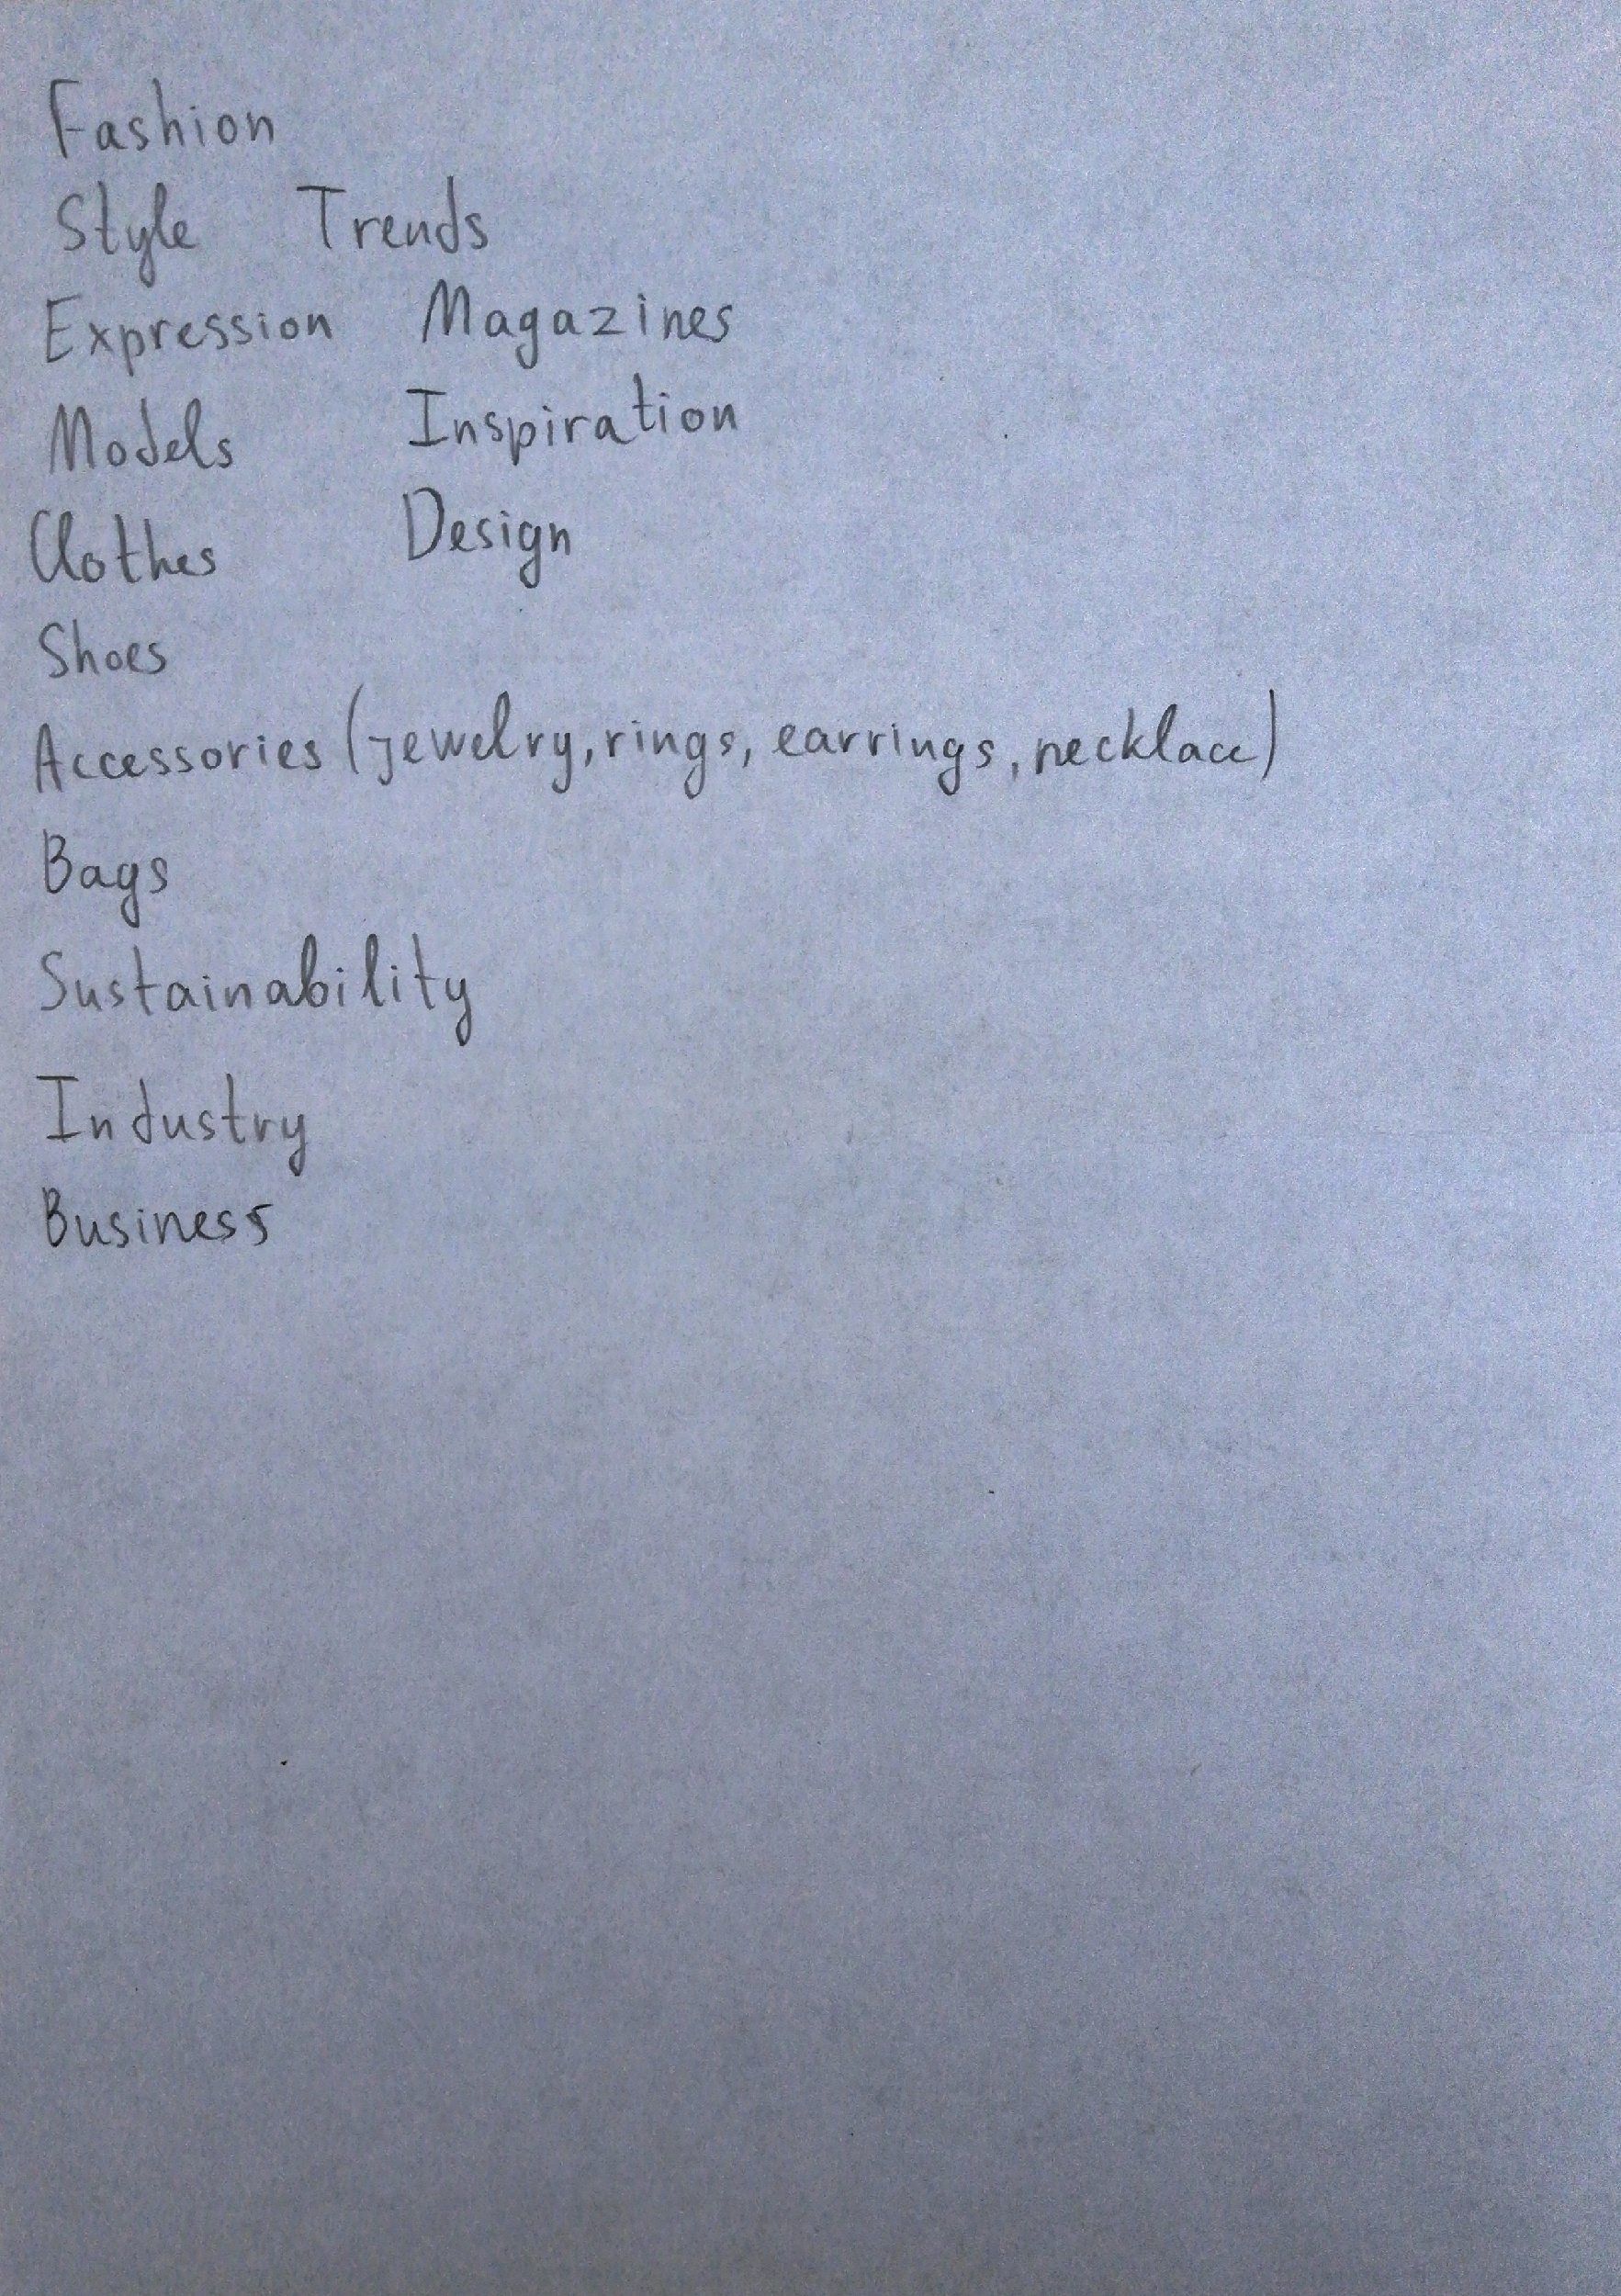 Fashion
Style Trends
Expression Magazines
Models Inspiration
Clothes Design
Shoes
Accessories (jewelry, rings, earrings, necklace)
Bags
Sustainability
Industry
Business